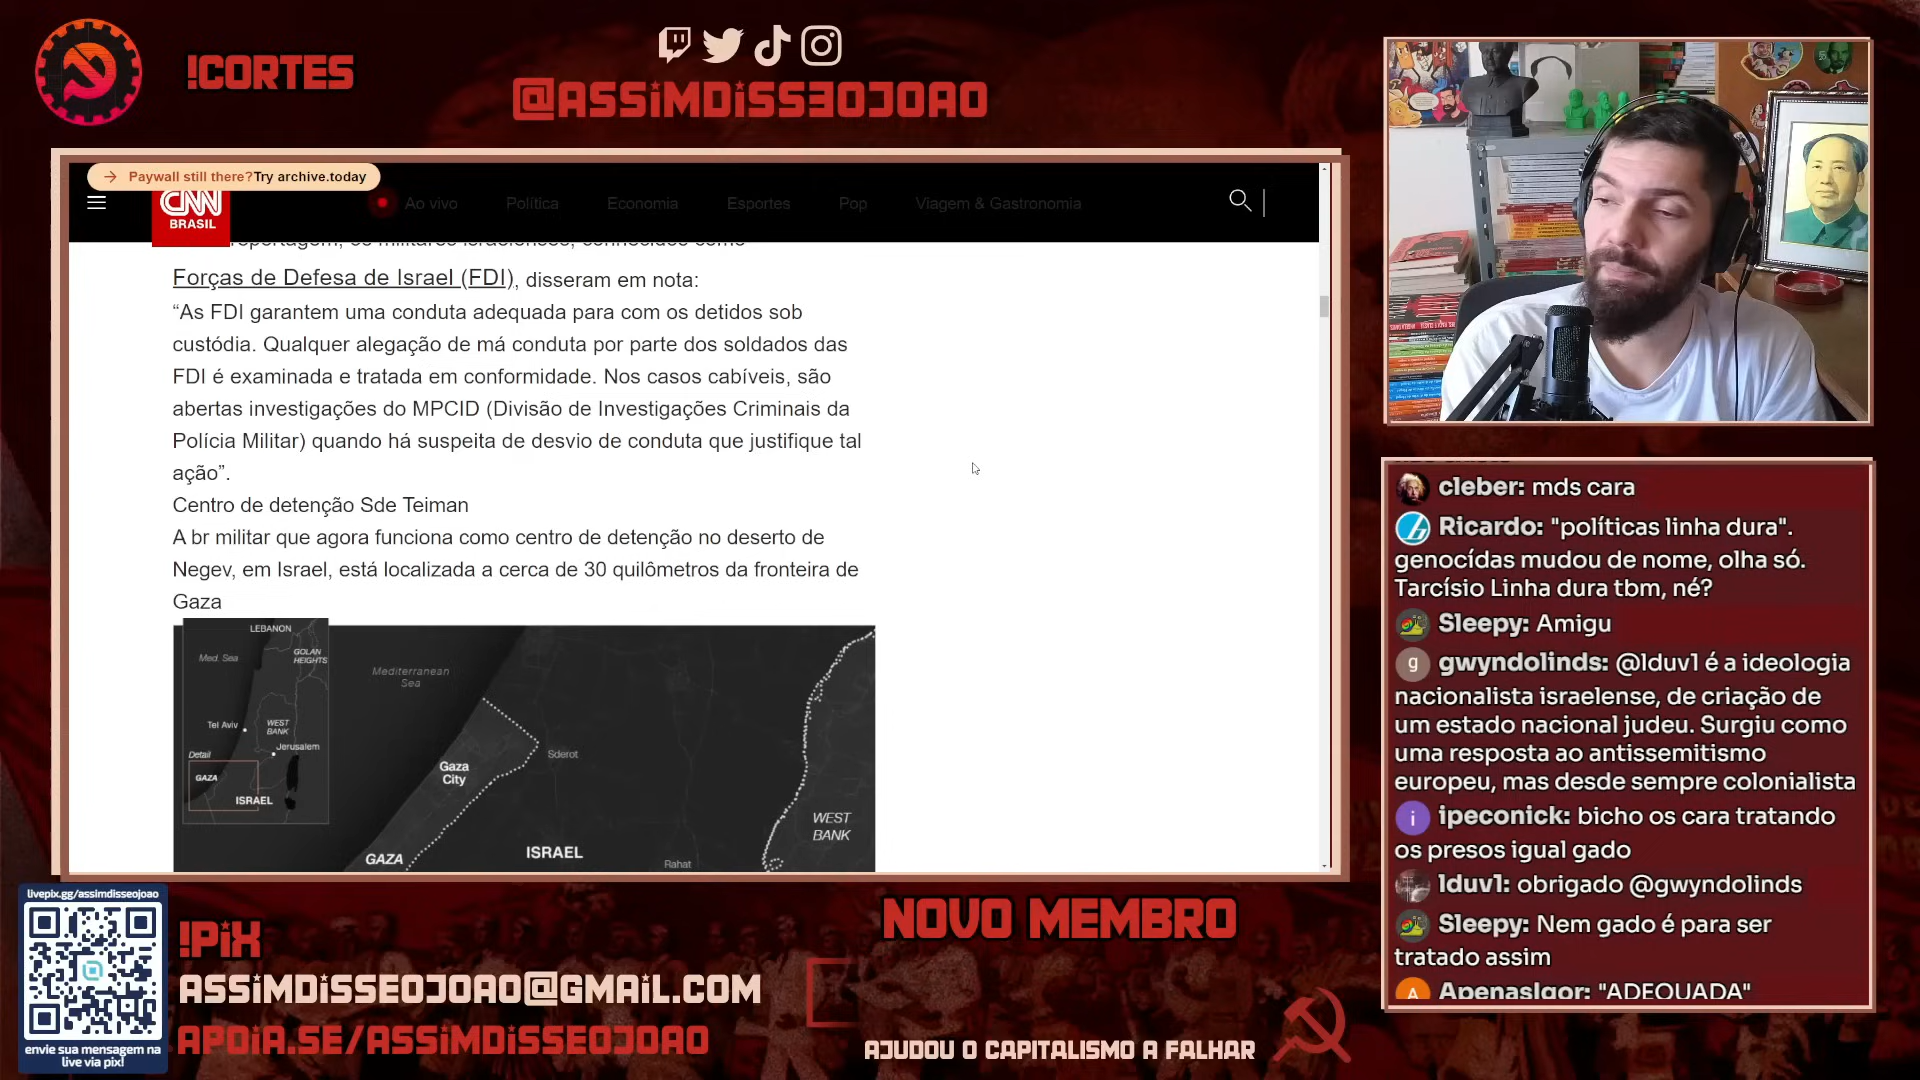 !CORTES
@ASSIMDISSEOJOAO
Paywall still there?Try archive.today
CNN
BRASIL
Ao vivo
Política
Economia
Esportes
Pop
Viagem & Gastronomia
reportagem, os militares israelenses, conhecidos como
Forças de Defesa de Israel (FDI), disseram em nota:
“As FDI garantem uma conduta adequada para com os detidos sob
custódia. Qualquer alegação de má conduta por parte dos soldados das
FDI é examinada e tratada em conformidade. Nos casos cabíveis, são
abertas investigações do MPCID (Divisão de Investigações Criminais da
Polícia Militar) quando há suspeita de desvio de conduta que justifique tal
ação”.
Centro de detenção Sde Teiman
A br militar que agora funciona como centro de detenção no deserto de
Negev, em Israel, está localizada a cerca de 30 quilômetros da fronteira de
Gaza
LEBANON
Med. Sea
GOLAN
HEIGHTS
Tel Aviv
WEST
BANK
Jerusalem
Detail
GAZA
ISRAEL
Mediterranean
Sea
Gaza
City
Sderot
GAZA
ISRAEL
Rahat
WEST
BANK
cleber: mds cara
Ricardo: "políticas linha dura".
genocídas mudou de nome, olha só.
Tarcísio Linha dura tbm, né?
Sleepy: Amigu
g
gwyndolinds: @lduv1 é a ideologia
nacionalista israelense, de criação de
um estado nacional judeu. Surgiu como
uma resposta ao antissemitismo
europeu, mas desde sempre colonialista
i
ipeconick: bicho os cara tratando
os presos igual gado
lduv1: obrigado @gwyndolinds
Sleepy: Nem gado é para ser
tratado assim
A
ApenasIgor: "ADEQUADA"
livepix.gg/assimdisseojoao
envie sua mensagem na
live via pix!
!PIX
ASSIMDISSEOJOAO@GMAIL.COM
APOIA.SE/ASSIMDISSEOJOAO
NOVO MEMBRO
AJUDOU O CAPITALISMO A FALHAR